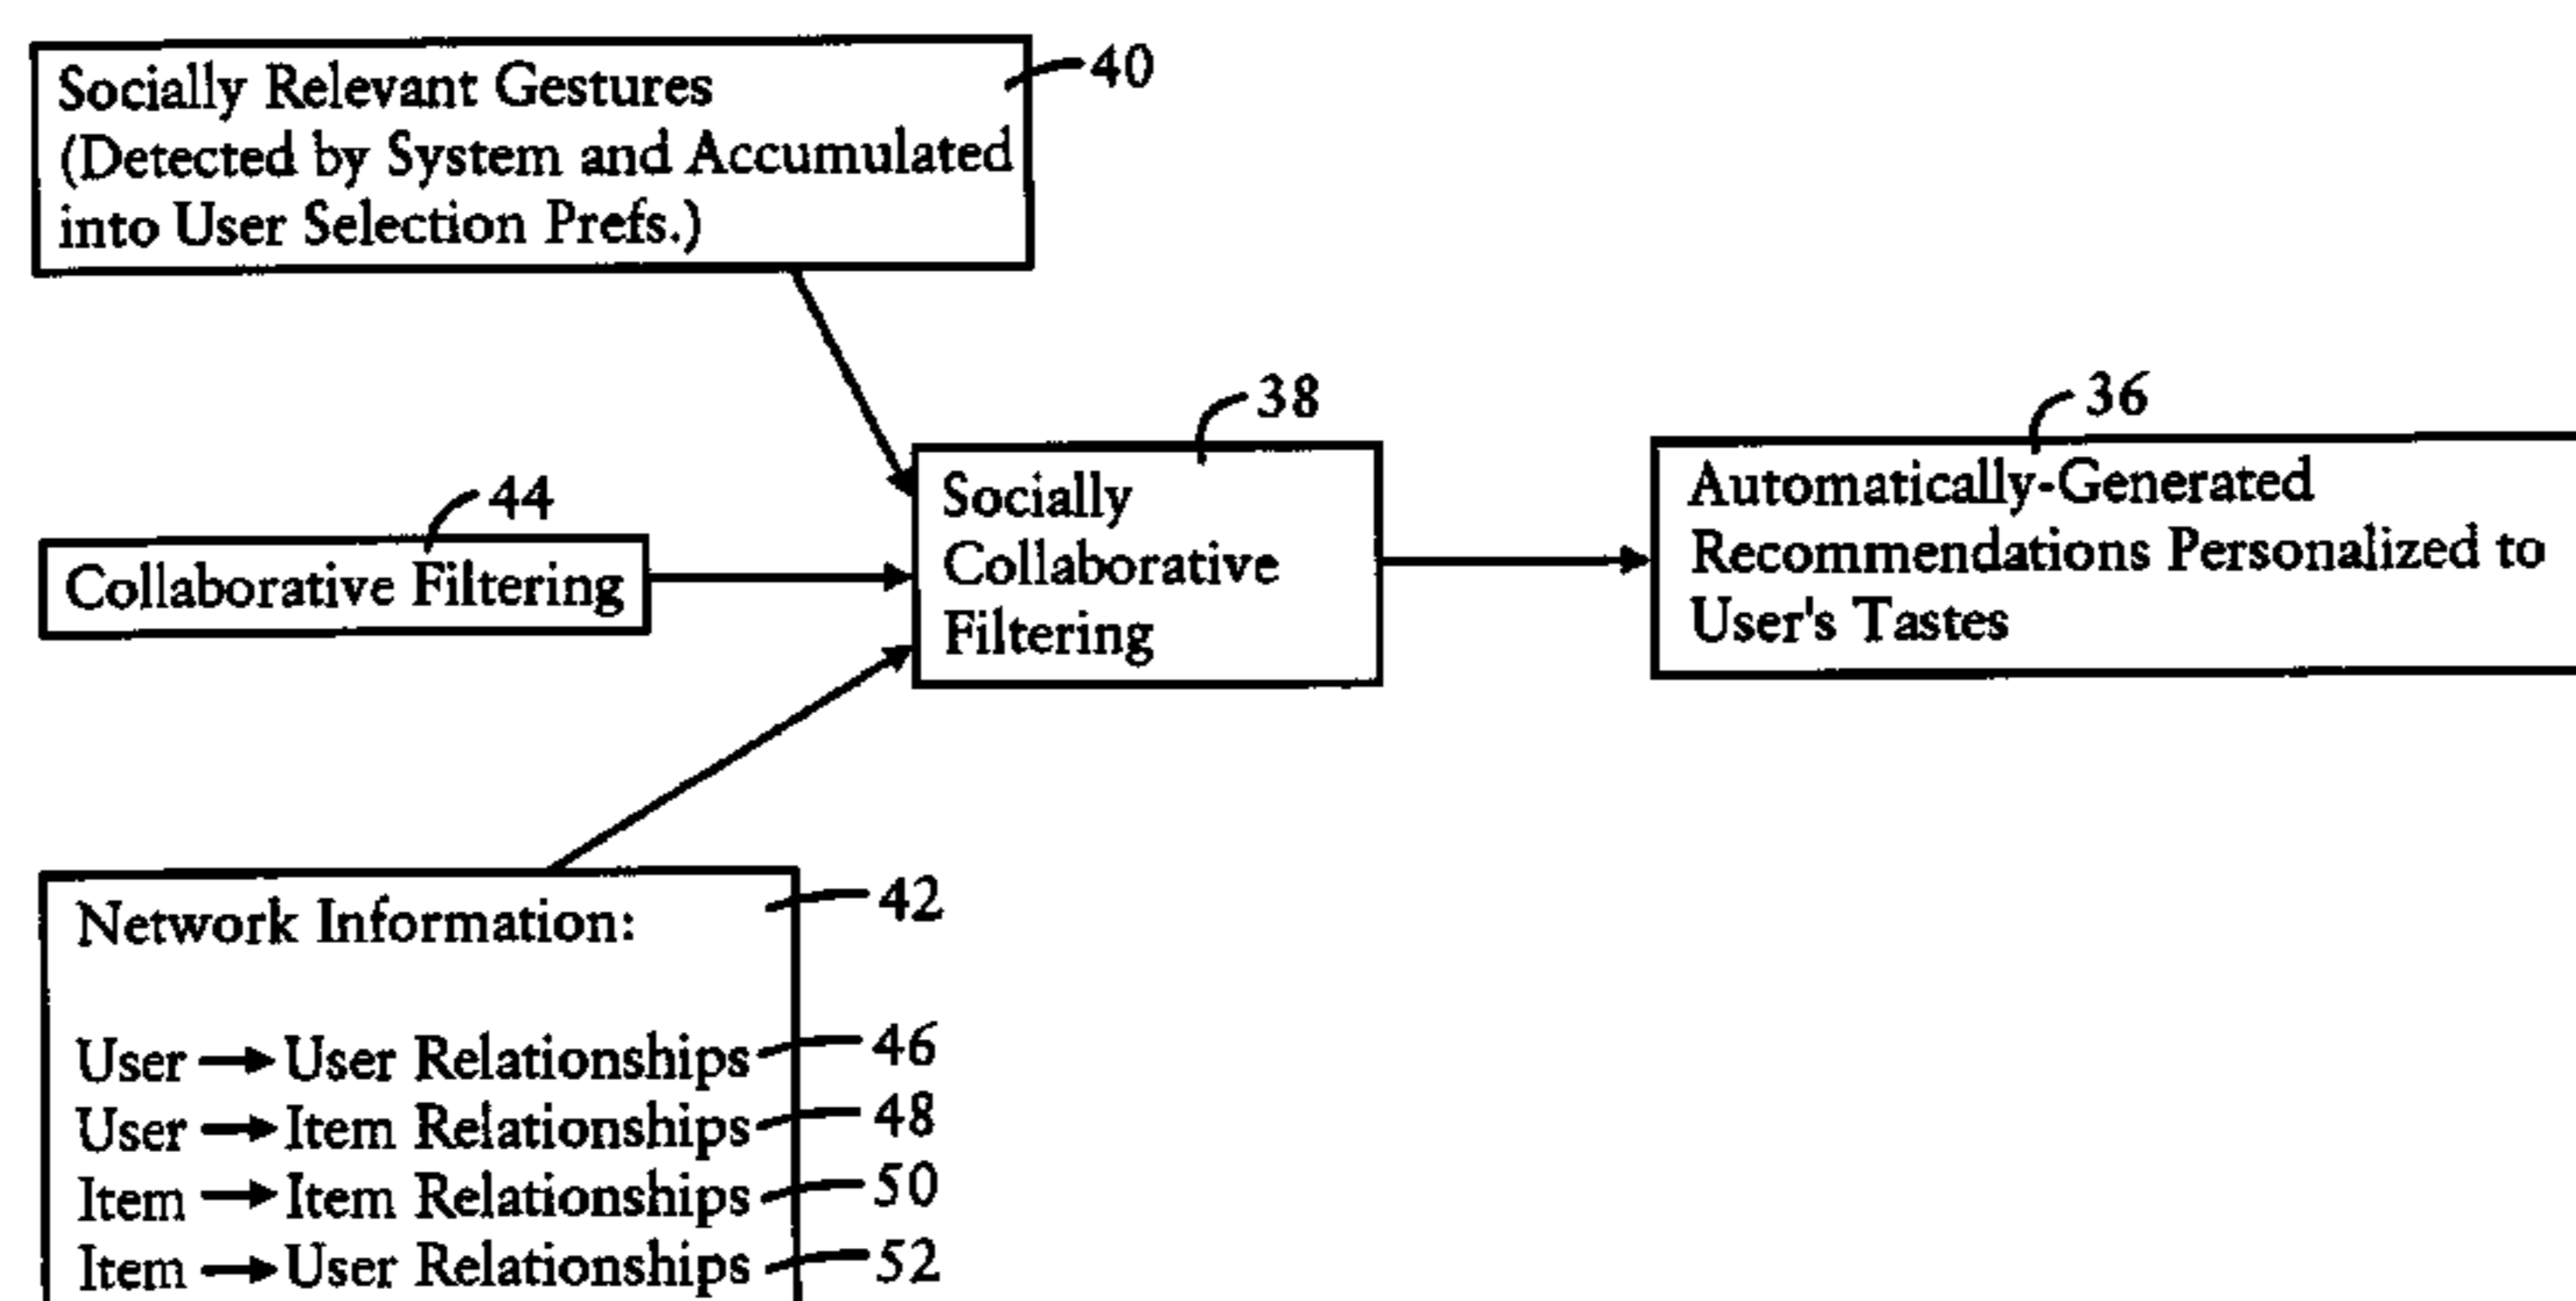 Socially Relevant Gestures
(Detected by System and Accumulated
into User Selection Prefs.)
40
38
36
44
Collaborative Filtering
Socially
Collaborative
Filtering
Automatically-Generated
Recommendations Personalized to
User's Tastes
Network Information:
42
User → User Relationships 46
User → Item Relationships 48
Item → Item Relationships 50
Item → User Relationships 52